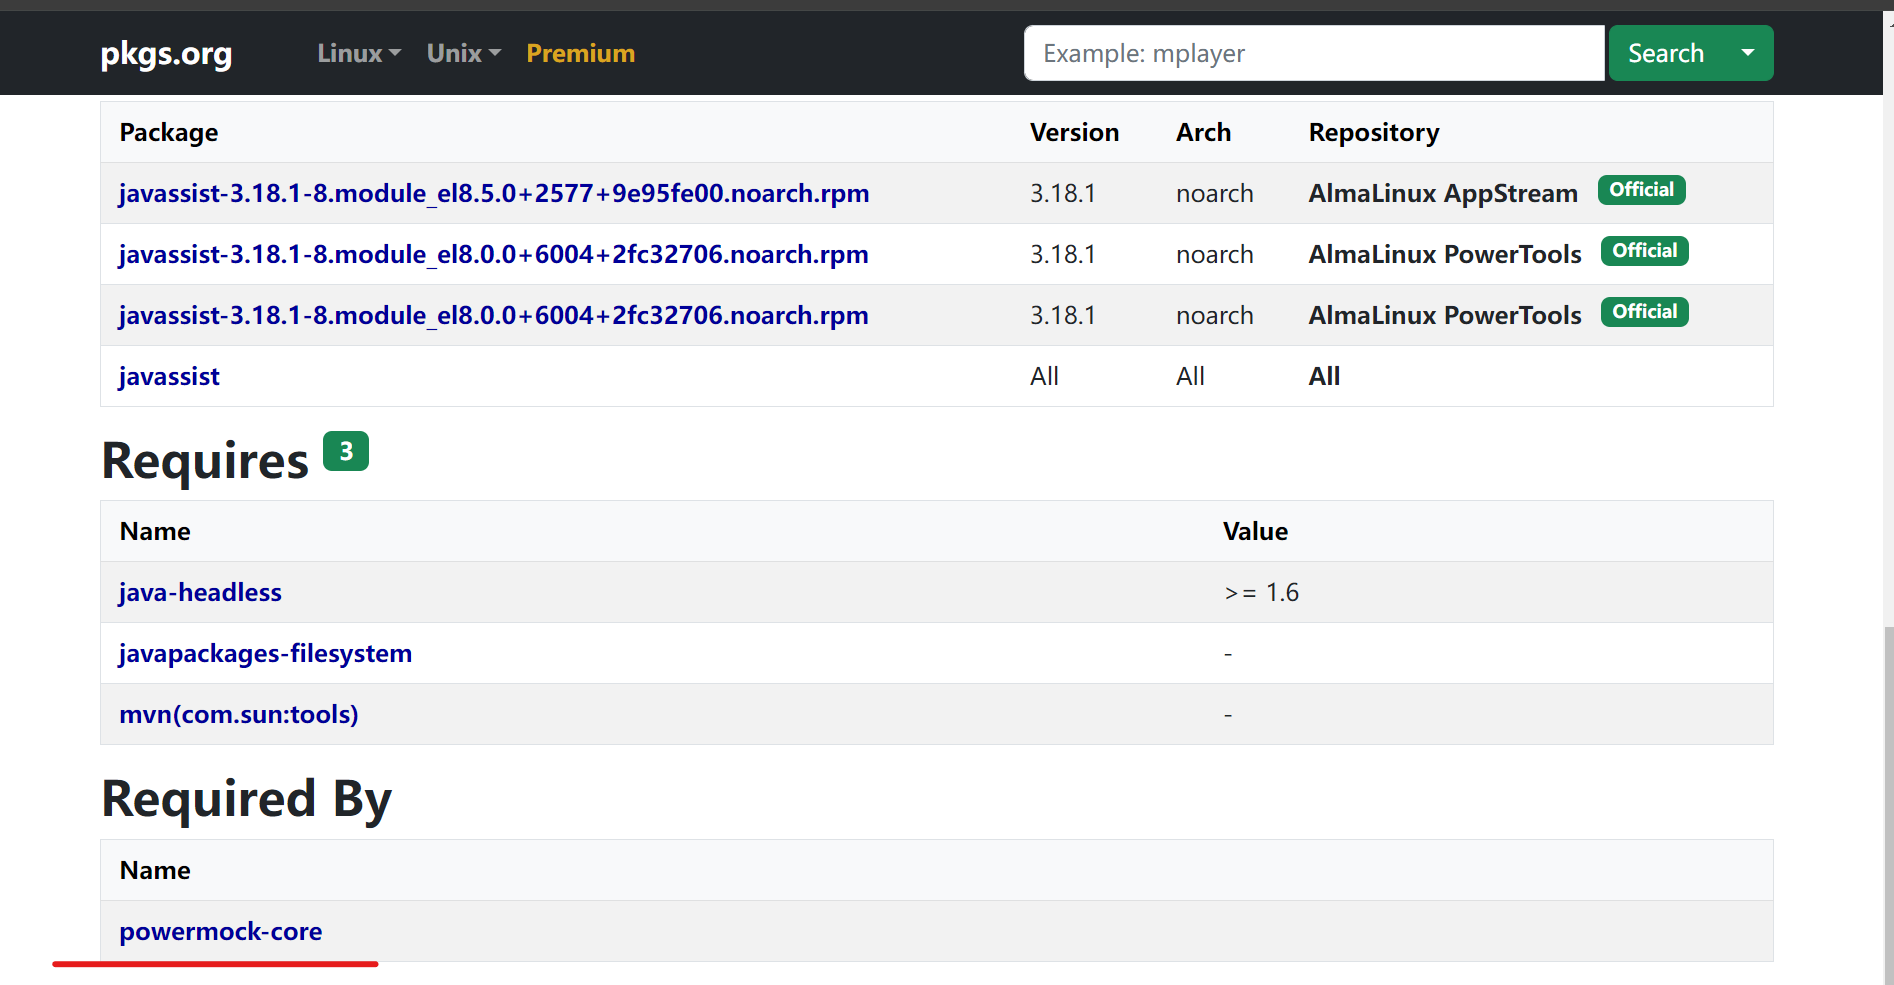 pkgs.org Linux Unix Premium Example: mplayer Search
Package Version Arch Repository
javassist-3.18.1-8.module_el8.5.0+2577+9e95fe00.noarch.rpm 3.18.1 noarch AlmaLinux AppStream Official
javassist-3.18.1-8.module_el8.0.0+6004+2fc32706.noarch.rpm 3.18.1 noarch AlmaLinux PowerTools Official
javassist-3.18.1-8.module_el8.0.0+6004+2fc32706.noarch.rpm 3.18.1 noarch AlmaLinux PowerTools Official
javassist All All All
Requires 3
Name Value
java-headless >= 1.6
javapackages-filesystem -
mvn(com.sun:tools) -
Required By
Name
powermock-core